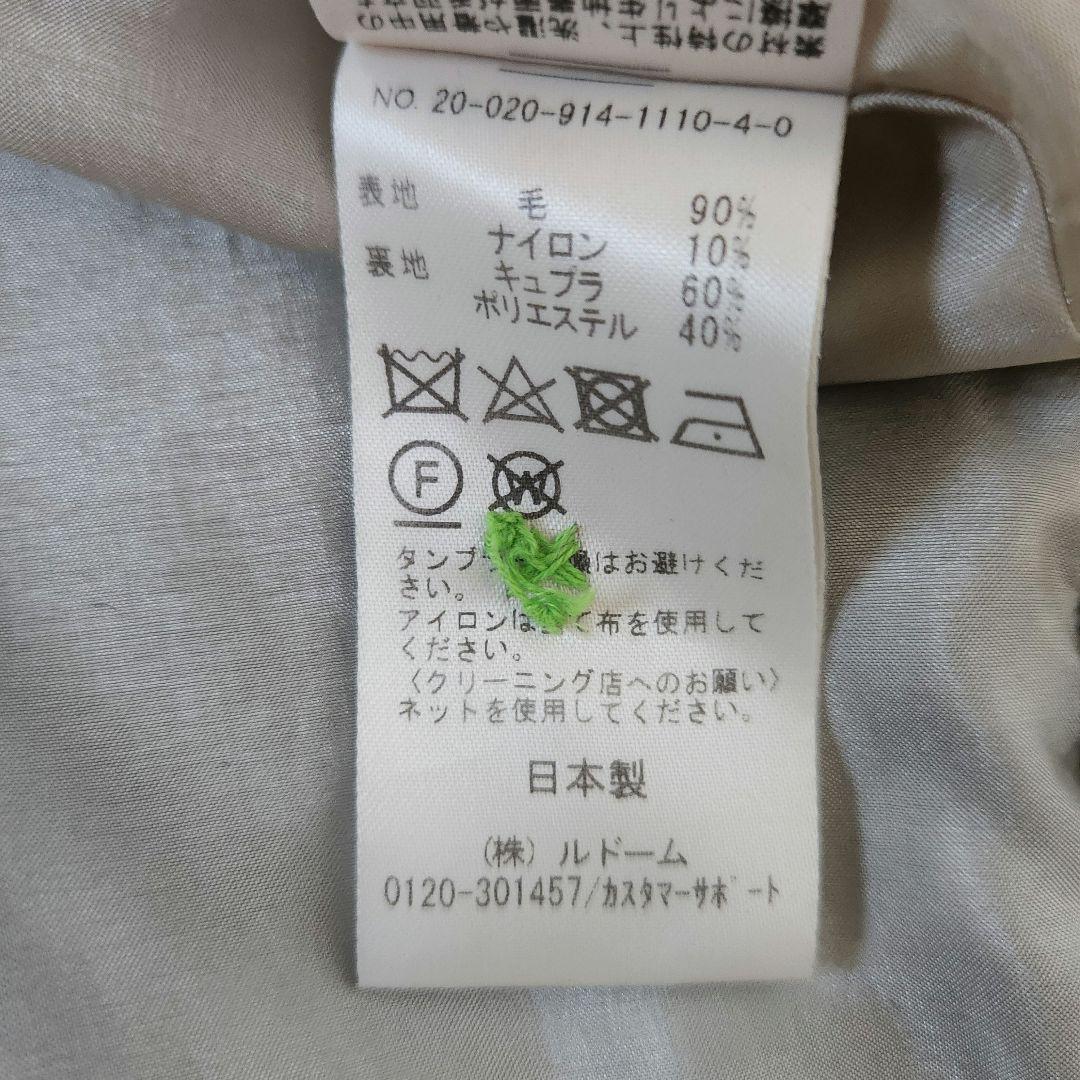 NO. 20-020-914-1110-4-0
表地 毛 90%
ナイロン 10%
裏地 キュプラ 60%
ポリエステル 40%
F W
タンブ はお避けくだ
さい。
アイロンは 布を使用して
ください。
〈クリーニング店へのお願い〉
ネットを使用してください。
日本製
(株) ルドーム
0120-301457/カスタマーサポート